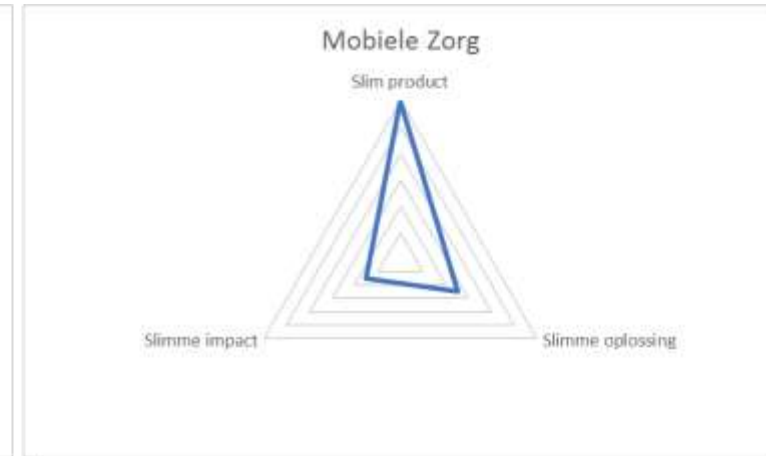 Mobiele Zorg
Slim product
Slimme impact
Slimme oplossing